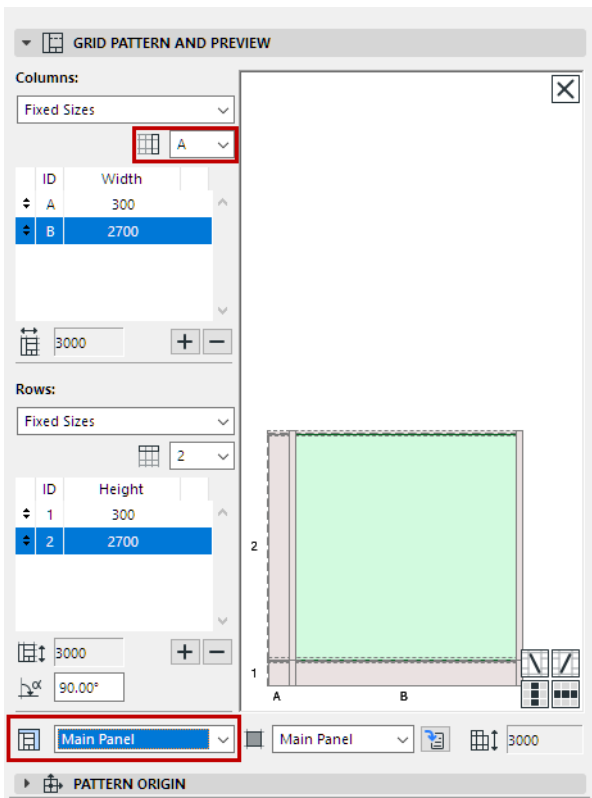 GRID PATTERN AND PREVIEW
Columns:
Fixed Sizes
A
ID Width
A 300
B 2700
3000
Rows:
Fixed Sizes
2
ID Height
1 300
2 2700
3000
α 90.00°
2
1
A B
Main Panel Main Panel 3000
PATTERN ORIGIN